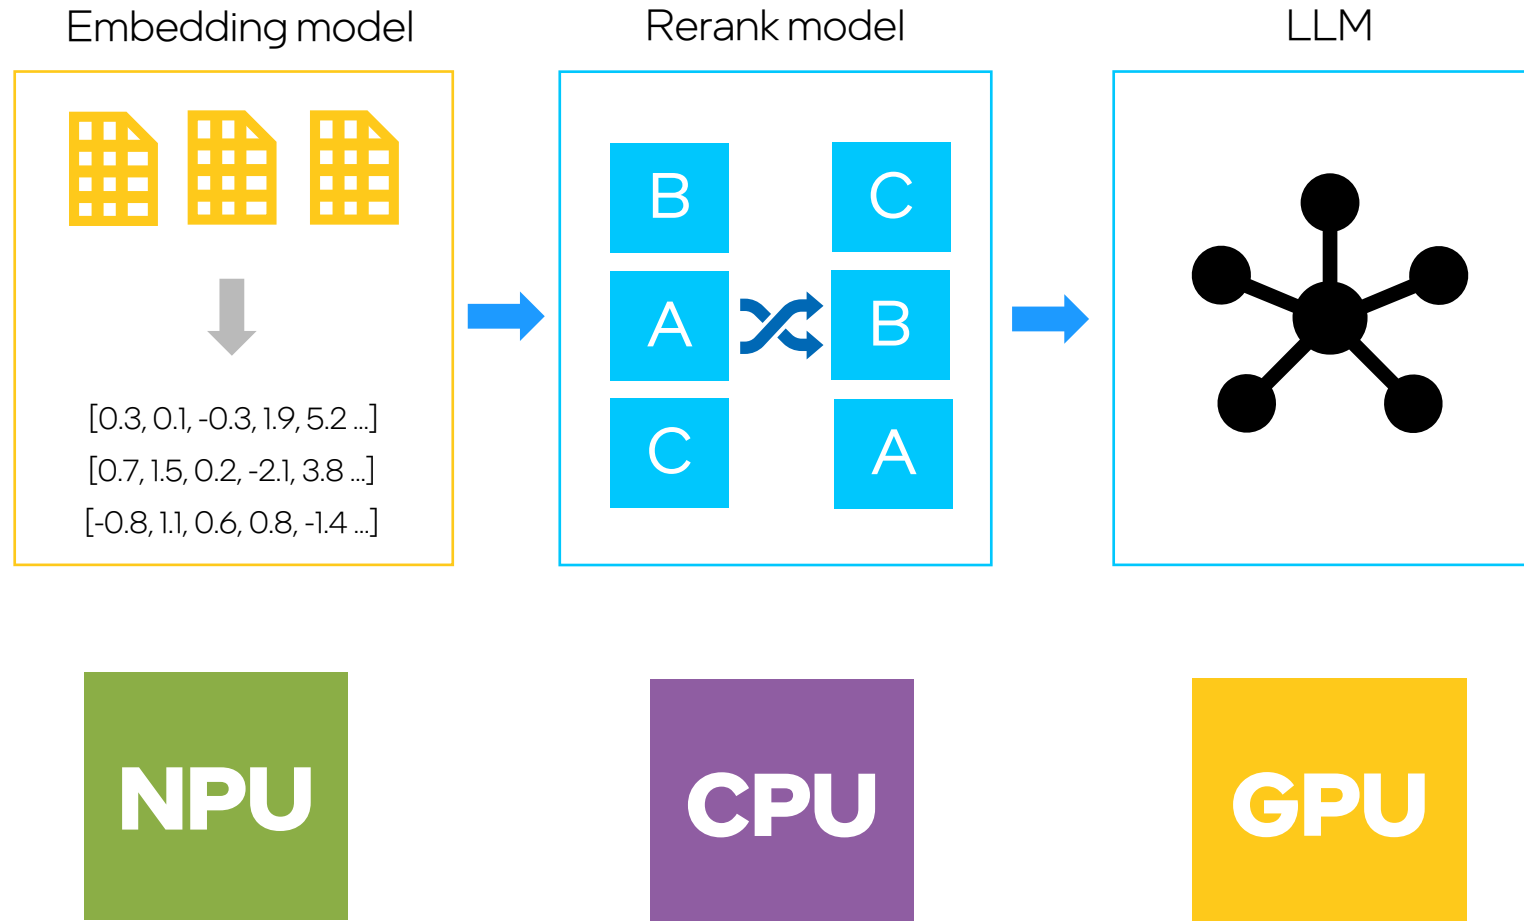 Embedding model
Rerank model
LLM
[0.3, 0.1, -0.3, 1.9, 5.2 ...]
[0.7, 1.5, 0.2, -2.1, 3.8 ...]
[-0.8, 1.1, 0.6, 0.8, -1.4 ...]
B
A
C
C
B
A
NPU
CPU
GPU